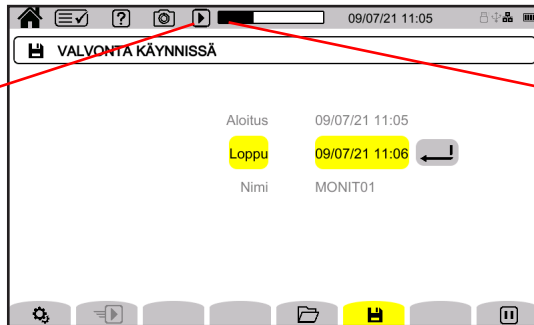 09/07/21 11:05
VALVONTA KÄYNNISSÄ
Aloitus 09/07/21 11:05
Loppu 09/07/21 11:06
Nimi MONIT01